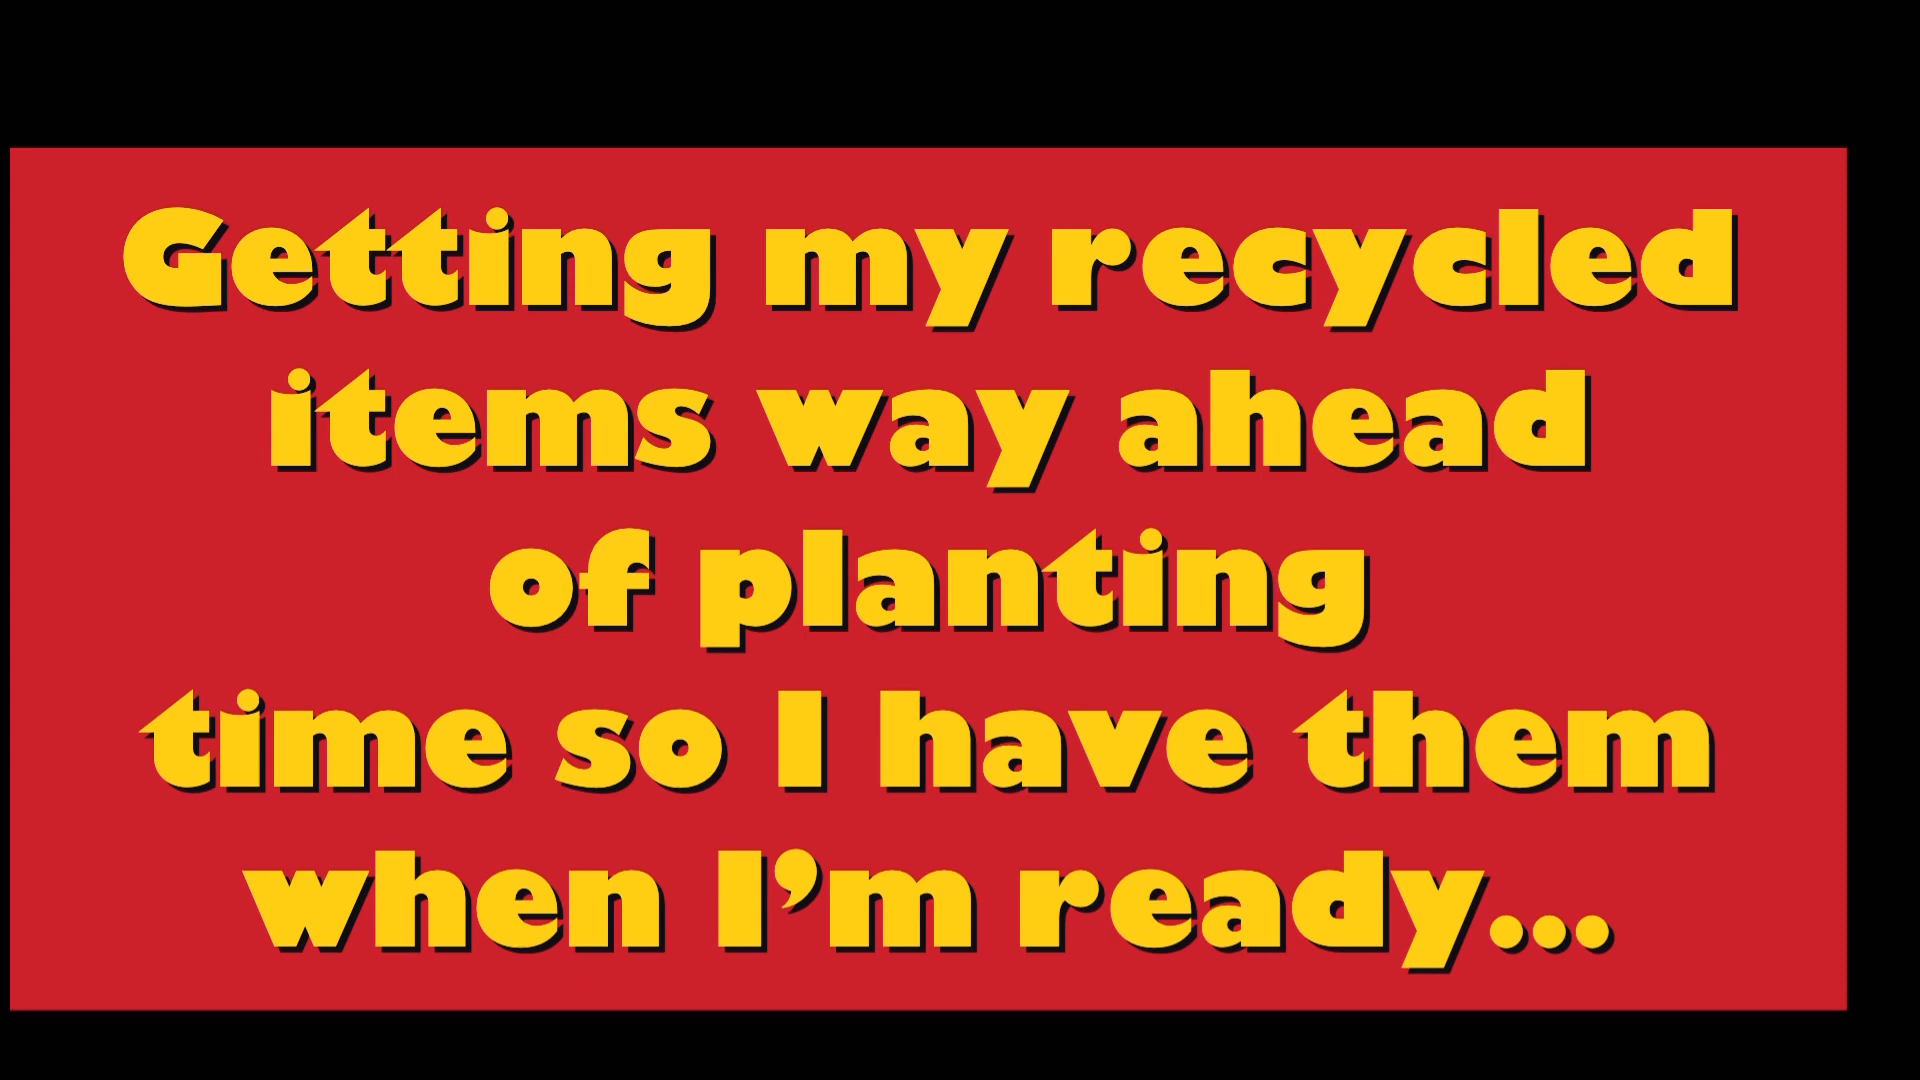 Getting my recycled
items way ahead
of planting
time so I have them
when I’m ready...